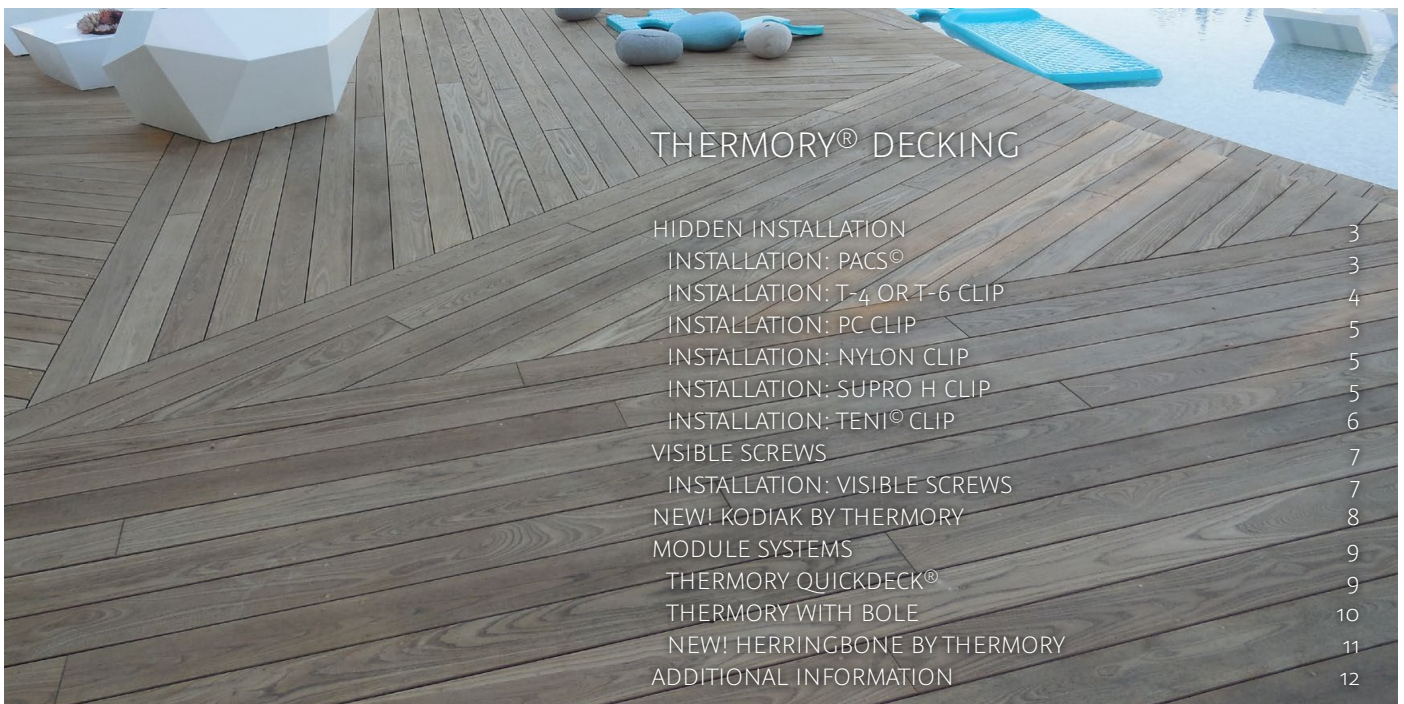 THERMORY® DECKING
HIDDEN INSTALLATION 3
INSTALLATION: PACS© 3
INSTALLATION: T-4 OR T-6 CLIP 4
INSTALLATION: PC CLIP 5
INSTALLATION: NYLON CLIP 5
INSTALLATION: SUPRO H CLIP 5
INSTALLATION: TENI© CLIP 6
VISIBLE SCREWS 7
INSTALLATION: VISIBLE SCREWS 7
NEW! KODIAK BY THERMORY 8
MODULE SYSTEMS 9
THERMORY QUICKDECK® 9
THERMORY WITH BOLE 10
NEW! HERRINGBONE BY THERMORY 11
ADDITIONAL INFORMATION 12